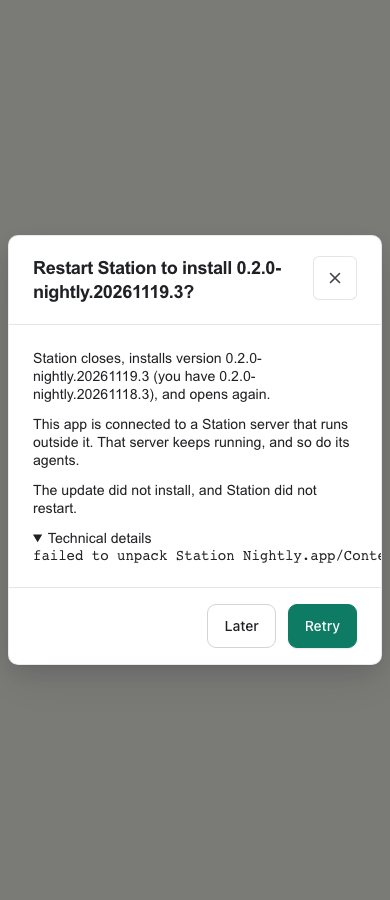 Restart Station to install 0.2.0-
nightly.20261119.3?
Station closes, installs version 0.2.0-
nightly.20261119.3 (you have 0.2.0-
nightly.20261118.3), and opens again.
This app is connected to a Station server that runs
outside it. That server keeps running, and so do its
agents.
The update did not install, and Station did not
restart.
Technical details
failed to unpack Station Nightly.app/Conte
Later
Retry